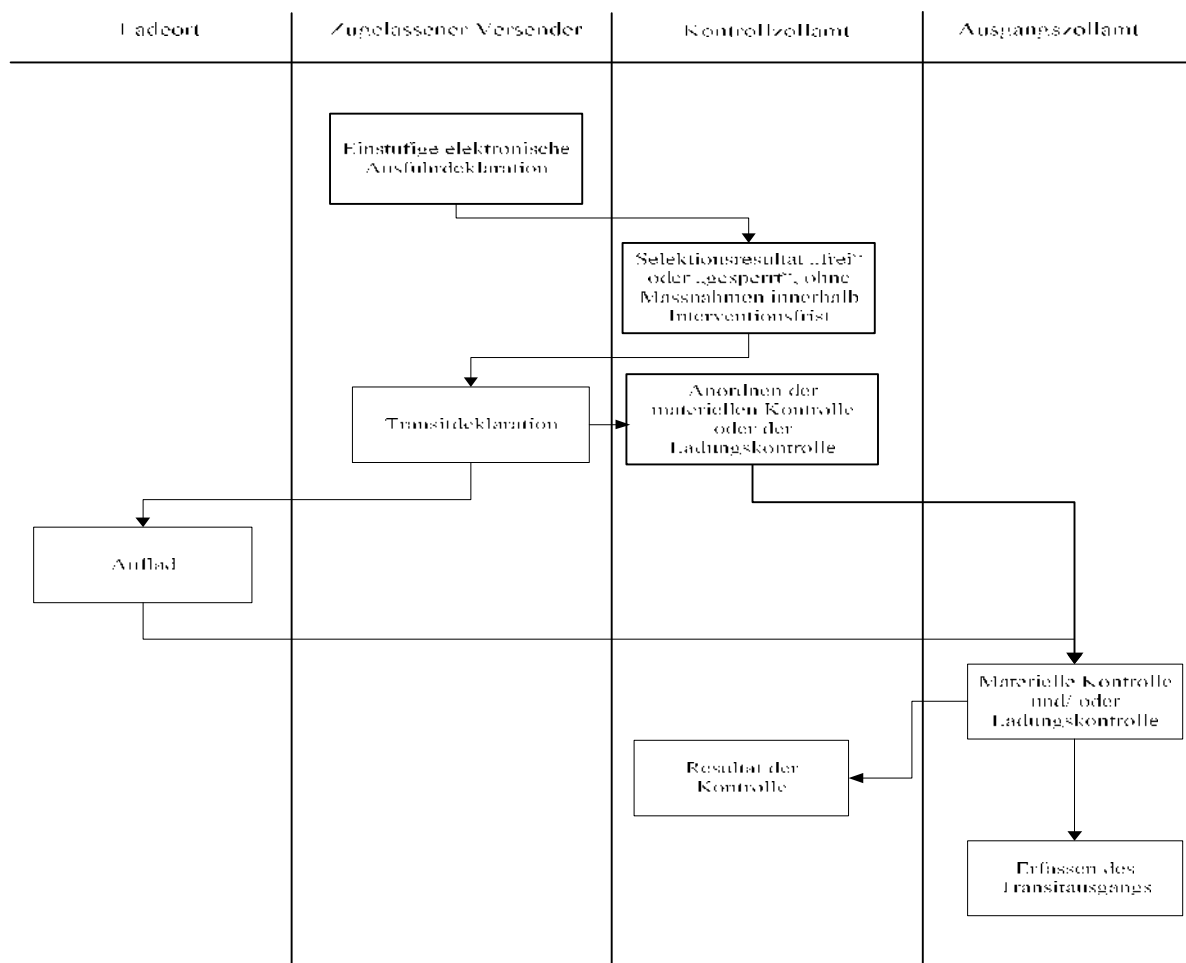 Ladeort
Zugelassener Versender
Kontrollzollamt
Ausgangszollamt
Einstufige elektronische
Ausfuhrdeklaration
Selektionsresultat „frei“
oder „gesperrt“, ohne
Massnahmen innerhalb
Interventionsfrist
Transitdeklaration
Anordnen der
materiellen Kontrolle
oder der
Ladungskontrolle
Auflad
Materielle Kontrolle
und/ oder
Ladungskontrolle
Resultat der
Kontrolle
Erfassen des
Transitausgangs